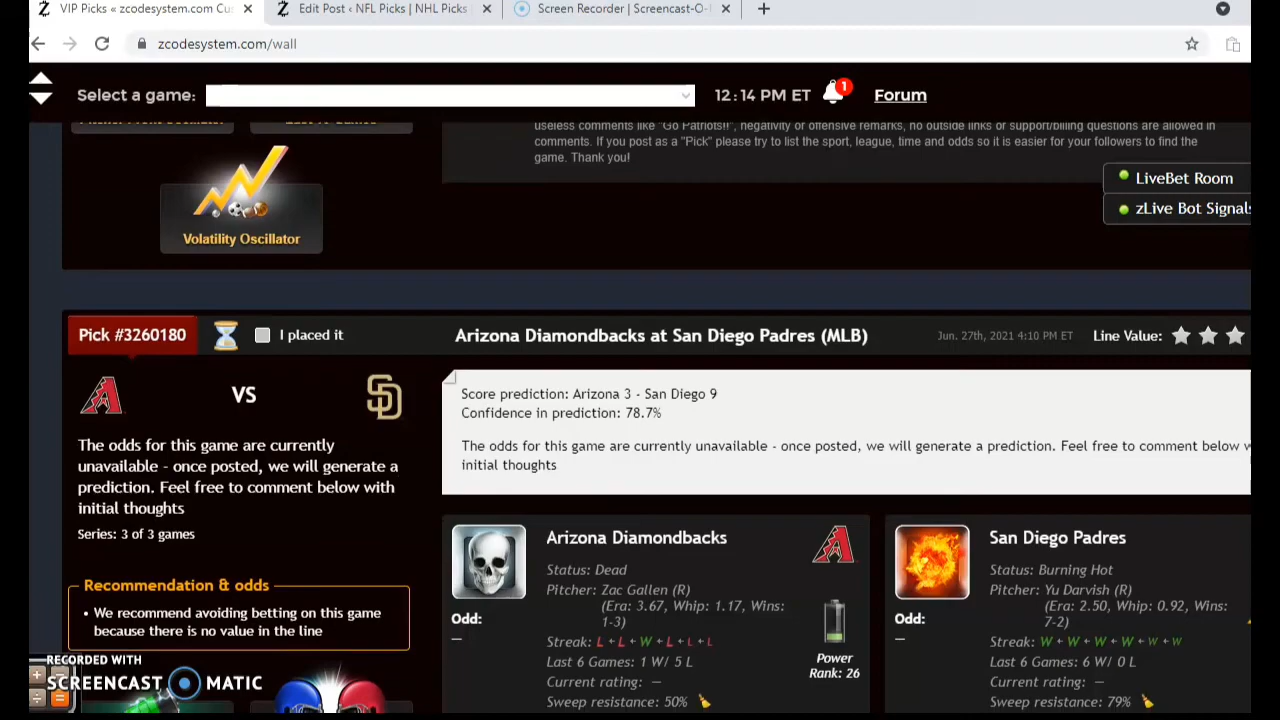 VIP Picks « zcodesystem.com Cu
Edit Post ‹ NFL Picks | NHL Picks
Screen Recorder | Screencast-O-
zcodesystem.com/wall
Select a game:
12:14 PM ET
1
Forum
useless comments like "Go Patriots!!", negativity or offensive remarks, no outside links or support/billing questions are allowed in
comments. If you post as a "Pick" please try to list the sport, league, time and odds so it is easier for your followers to find the
game. Thank you!
LiveBet Room
zLive Bot Signals
Volatility Oscillator
Pick #3260180
I placed it
Arizona Diamondbacks at San Diego Padres (MLB)
Jun. 27th, 2021 4:10 PM ET
Line Value:
VS
The odds for this game are currently
unavailable - once posted, we will generate a
prediction. Feel free to comment below with
initial thoughts
Series: 3 of 3 games
Recommendation & odds
• We recommend avoiding betting on this game
because there is no value in the line
Score prediction: Arizona 3 - San Diego 9
Confidence in prediction: 78.7%
The odds for this game are currently unavailable - once posted, we will generate a prediction. Feel free to comment below w
initial thoughts
Arizona Diamondbacks
Status: Dead
Pitcher: Zac Gallen (R)
(Era: 3.67, Whip: 1.17, Wins:
1-3)
Odd:
—
Streak: L + L + W + L + L + L
Last 6 Games: 1 W/ 5 L
Current rating: —
Sweep resistance: 50%
Power
Rank: 26
San Diego Padres
Status: Burning Hot
Pitcher: Yu Darvish (R)
(Era: 2.50, Whip: 0.92, Wins:
7-2)
Odd:
—
Streak: W + W + W + W + W + W
Last 6 Games: 6 W/ 0 L
Current rating: —
Sweep resistance: 79%
RECORDED WITH
SCREENCAST MATIC